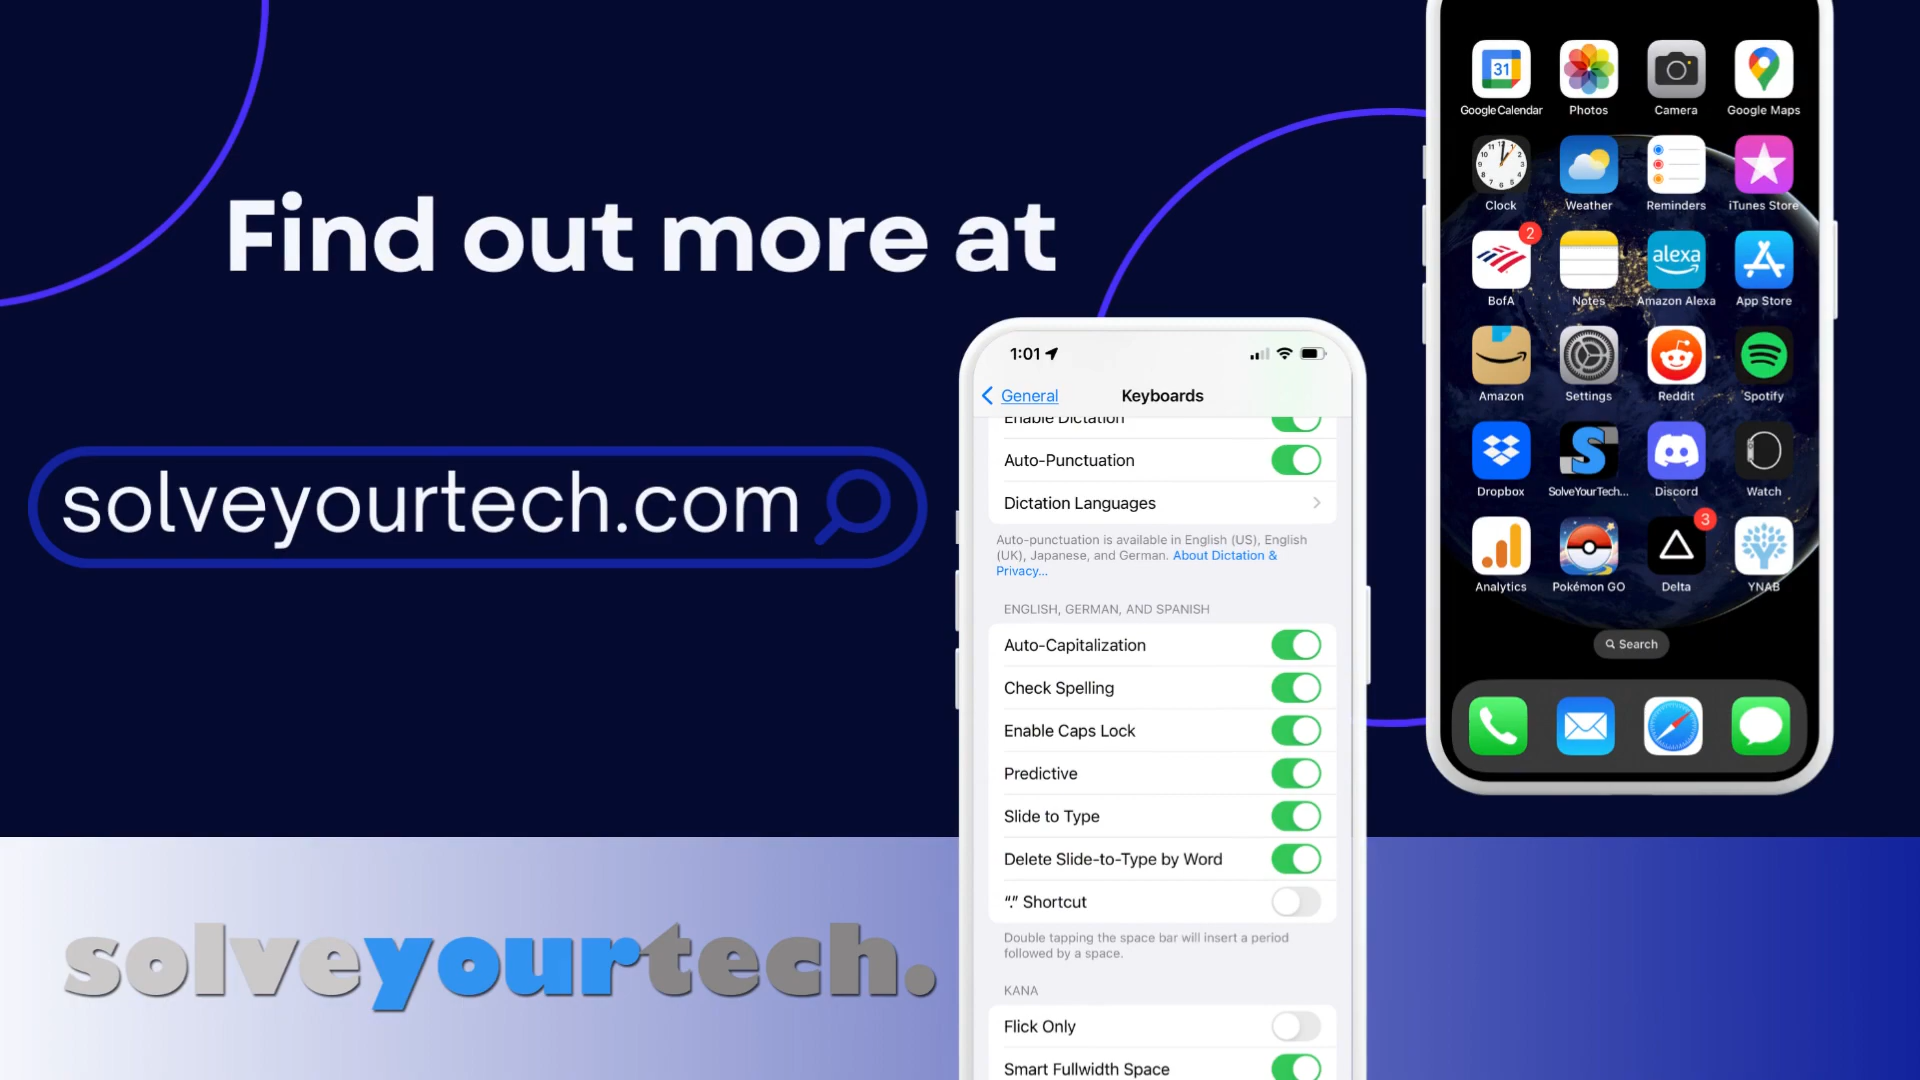 Find out more at
solveyourtech.com
solveyourtech.
1:01
General
Keyboards
Enable Dictation
Auto-Punctuation
Dictation Languages
Auto-punctuation is available in English (US), English
(UK), Japanese, and German. About Dictation &
Privacy...
ENGLISH, GERMAN, AND SPANISH
Auto-Capitalization
Check Spelling
Enable Caps Lock
Predictive
Slide to Type
Delete Slide-to-Type by Word
“.” Shortcut
Double tapping the space bar will insert a period
followed by a space.
KANA
Flick Only
Smart Fullwidth Space
31
Google Calendar Photos Camera Google Maps
Clock Weather Reminders iTunes Store
2
alexa
BofA Notes Amazon Alexa App Store
Amazon Settings Reddit Spotify
S
Dropbox SolveYourTech... Discord Watch
3
Analytics Pokémon GO Delta YNAB
Search